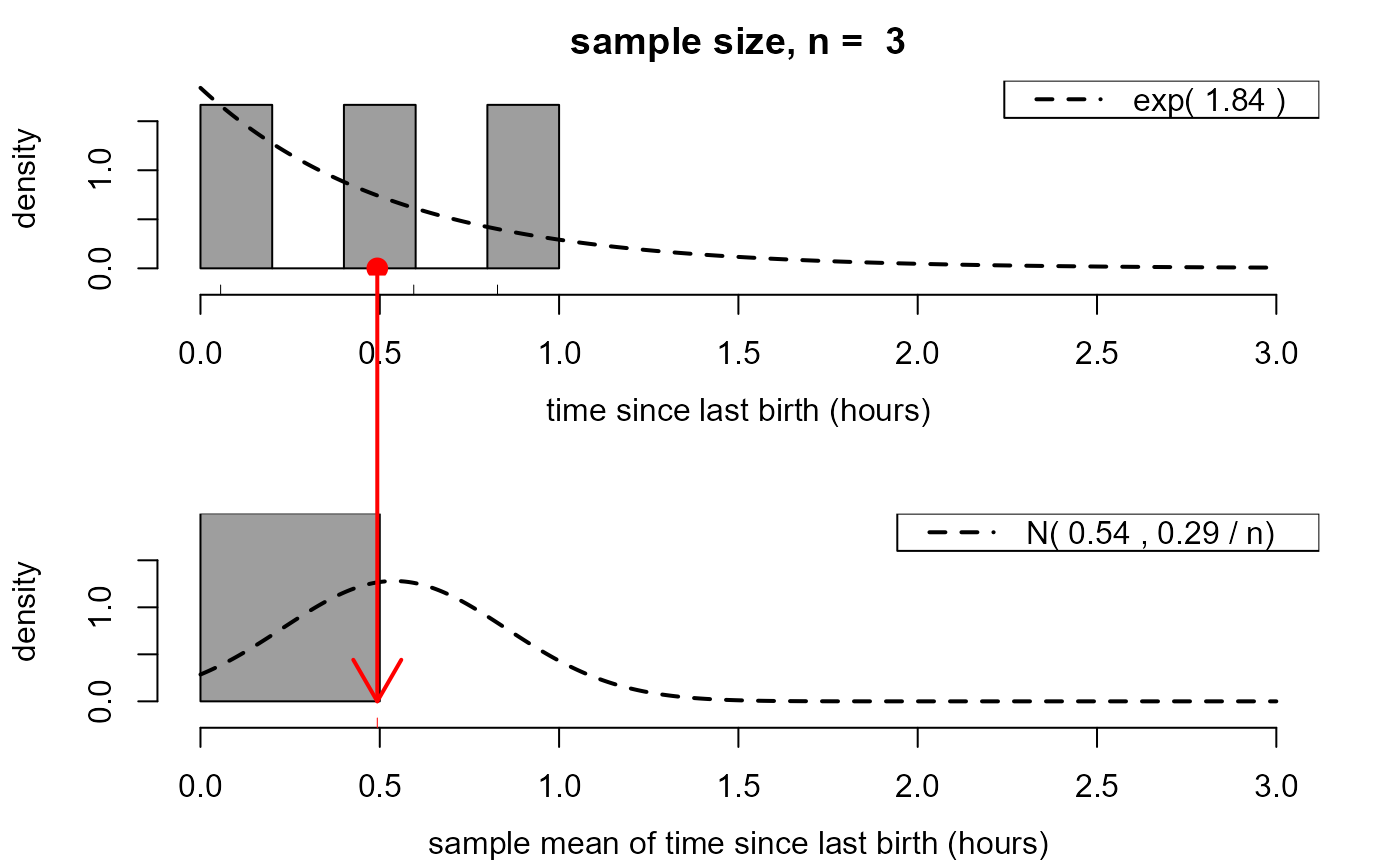 sample size, n =  3
exp( 1.84 )
density
1.0
0.0
0.0 0.5 1.0 1.5 2.0 2.5 3.0
time since last birth (hours)
N( 0.54 , 0.29 / n)
density
1.0
0.0
0.0 0.5 1.0 1.5 2.0 2.5 3.0
sample mean of time since last birth (hours)